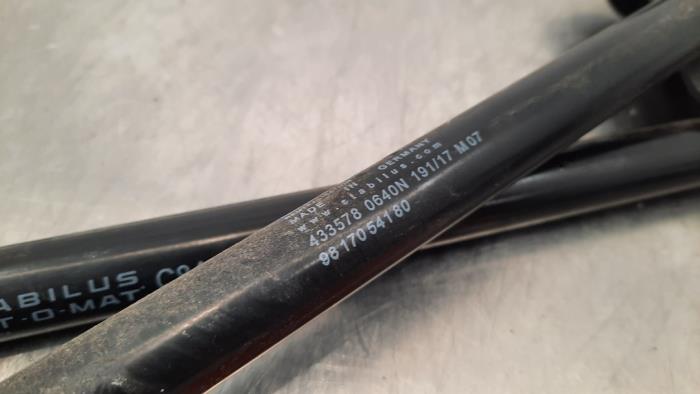 MADE IN GERMANY
www.stabilus.com
433578 0640N 191/17 M07
9817054180
ABILUS
T-O-MAT